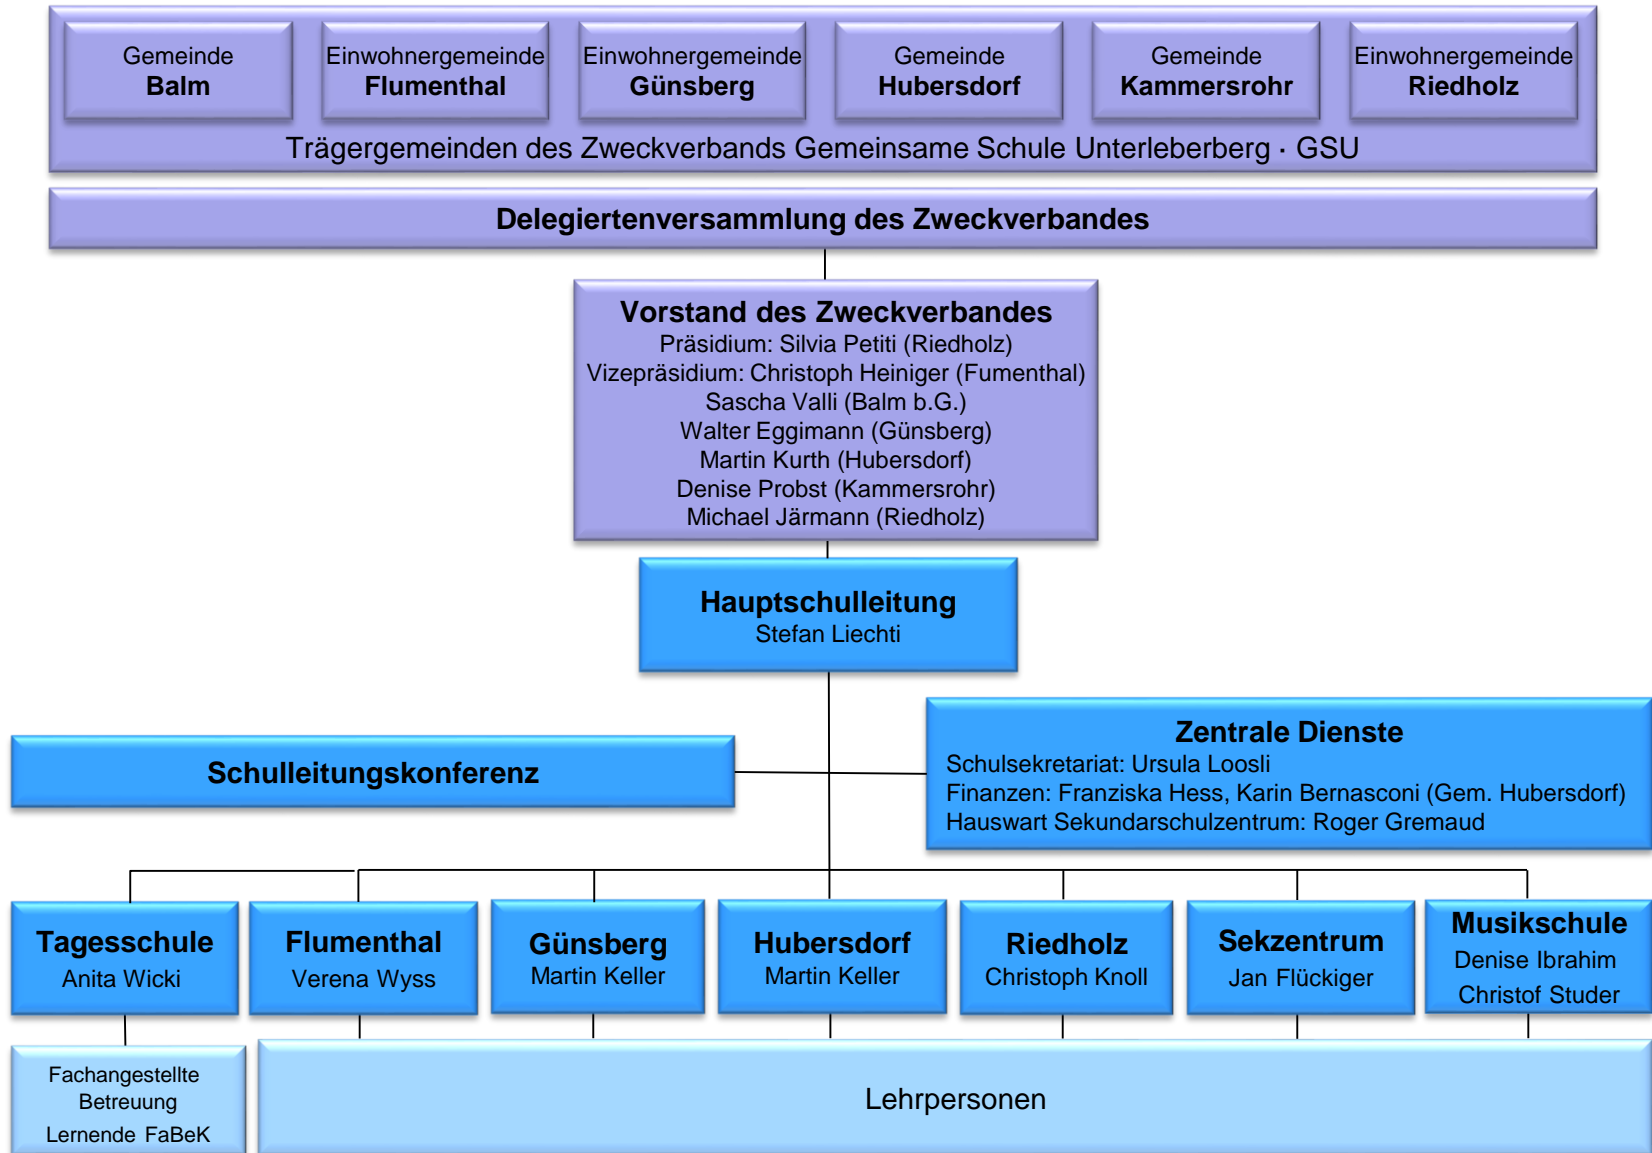 Gemeinde
Balm
Einwohnergemeinde
Flumenthal
Einwohnergemeinde
Günsberg
Gemeinde
Hubersdorf
Gemeinde
Kammersrohr
Einwohnergemeinde
Riedholz
Trägergemeinden des Zweckverbands Gemeinsame Schule Unterleberberg · GSU
Delegiertenversammlung des Zweckverbandes
Vorstand des Zweckverbandes
Präsidium: Silvia Petiti (Riedholz)
Vizepräsidium: Christoph Heiniger (Fumenthal)
Sascha Valli (Balm b.G.)
Walter Eggimann (Günsberg)
Martin Kurth (Hubersdorf)
Denise Probst (Kammersrohr)
Michael Järmann (Riedholz)
Hauptschulleitung
Stefan Liechti
Schulleitungskonferenz
Zentrale Dienste
Schulsekretariat: Ursula Loosli
Finanzen: Franziska Hess, Karin Bernasconi (Gem. Hubersdorf)
Hauswart Sekundarschulzentrum: Roger Gremaud
Tagesschule
Anita Wicki
Flumenthal
Verena Wyss
Günsberg
Martin Keller
Hubersdorf
Martin Keller
Riedholz
Christoph Knoll
Sekzentrum
Jan Flückiger
Musikschule
Denise Ibrahim
Christof Studer
Fachangestellte
Betreuung
Lernende FaBeK
Lehrpersonen